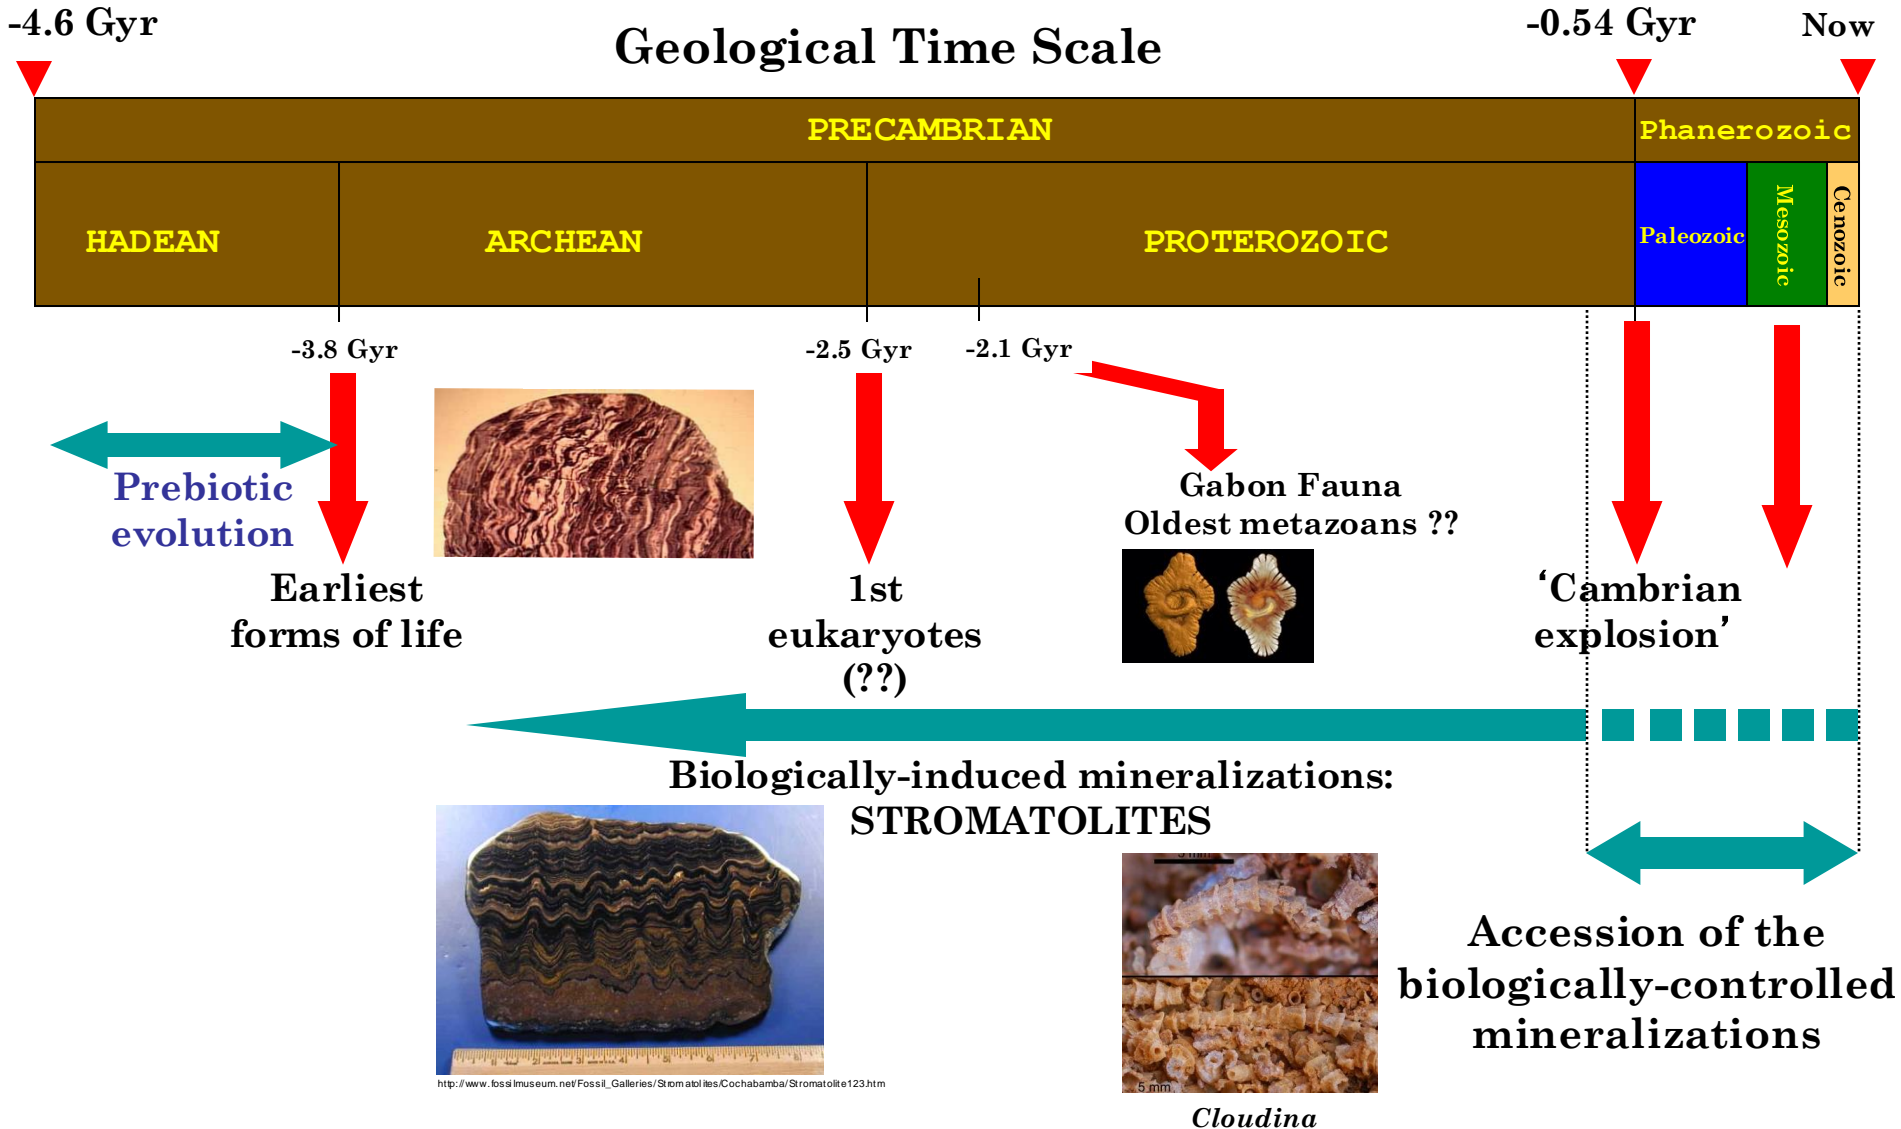 -4.6 Gyr
Geological Time Scale
-0.54 Gyr
Now
PRECAMBRIAN
Phanerozoic
HADEAN
ARCHEAN
PROTEROZOIC
Paleozoic
Mesozoic
Cenozoic
-3.8 Gyr
-2.5 Gyr
-2.1 Gyr
Prebiotic
evolution
Earliest
forms of life
1st
eukaryotes
(??)
Gabon Fauna
Oldest metazoans ??
‘Cambrian
explosion’
Biologically-induced mineralizations:
STROMATOLITES
5 mm
Accession of the
biologically-controlled
mineralizations
http://www.fossilmuseum.net/Fossil_Galleries/Stromatolites/Cochabamba/Stromatolite123.htm
Cloudina